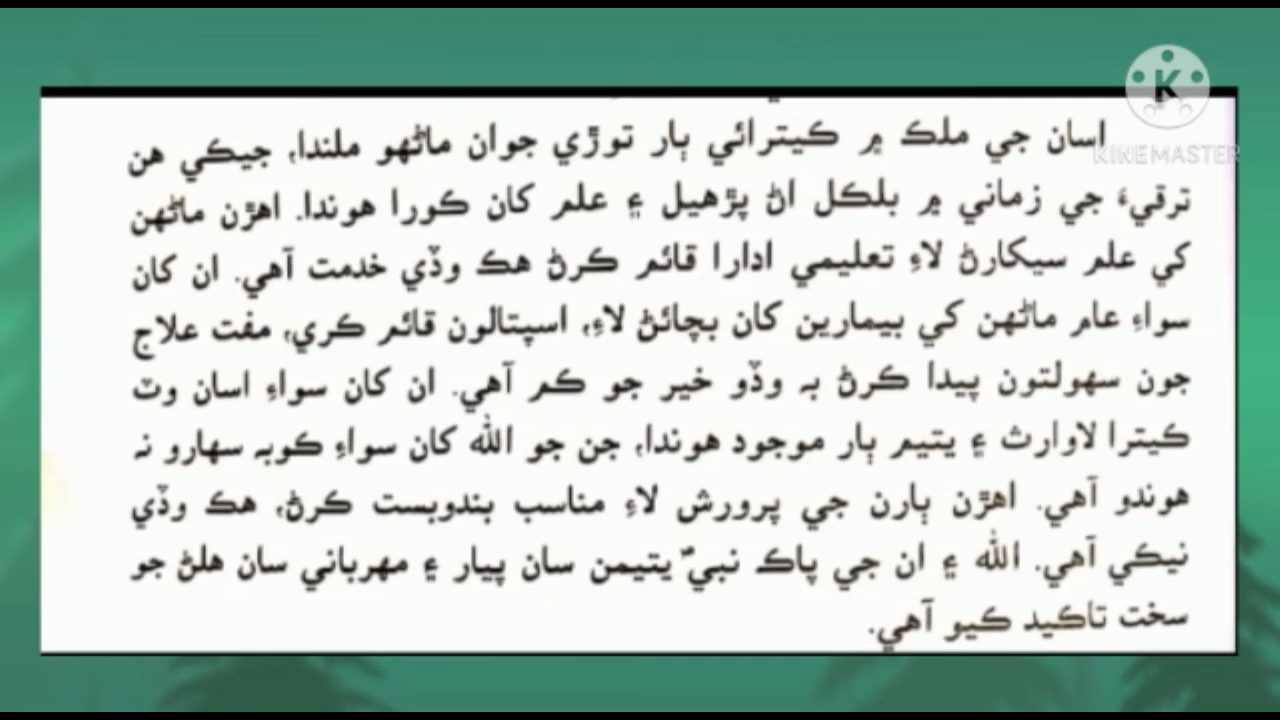 KINEMASTER
اسان جي ملڪ ۾ ڪيترائي ٻار توڙي جوان ماڻهو ملندا، جيڪي هن
ترقيءَ جي زماني ۾ بلڪل اڻ پڙهيل ۽ علم کان ڪورا هوندا. اهڙن ماڻهن
کي علم سيکارڻ لاءِ تعليمي ادارا قائم ڪرڻ هڪ وڏي خدمت آهي. ان کان
سواءِ عام ماڻهن کي بيمارين کان بچائڻ لاءِ، اسپتالون قائم ڪري، مفت علاج
جون سهولتون پيدا ڪرڻ به وڏو خير جو ڪم آهي. ان کان سواءِ اسان وٽ
ڪيترا لاوارث ۽ يتيم ٻار موجود هوندا، جن جو الله کان سواءِ ڪوبه سهارو نه
هوندو آهي. اهڙن ٻارن جي پرورش لاءِ مناسب بندوبست ڪرڻ، هڪ وڏي
نيڪي آهي. الله ۽ ان جي پاڪ نبيؐ يتيمن سان پيار ۽ مهرباني سان هلڻ جو
سخت تاڪيد ڪيو آهي.